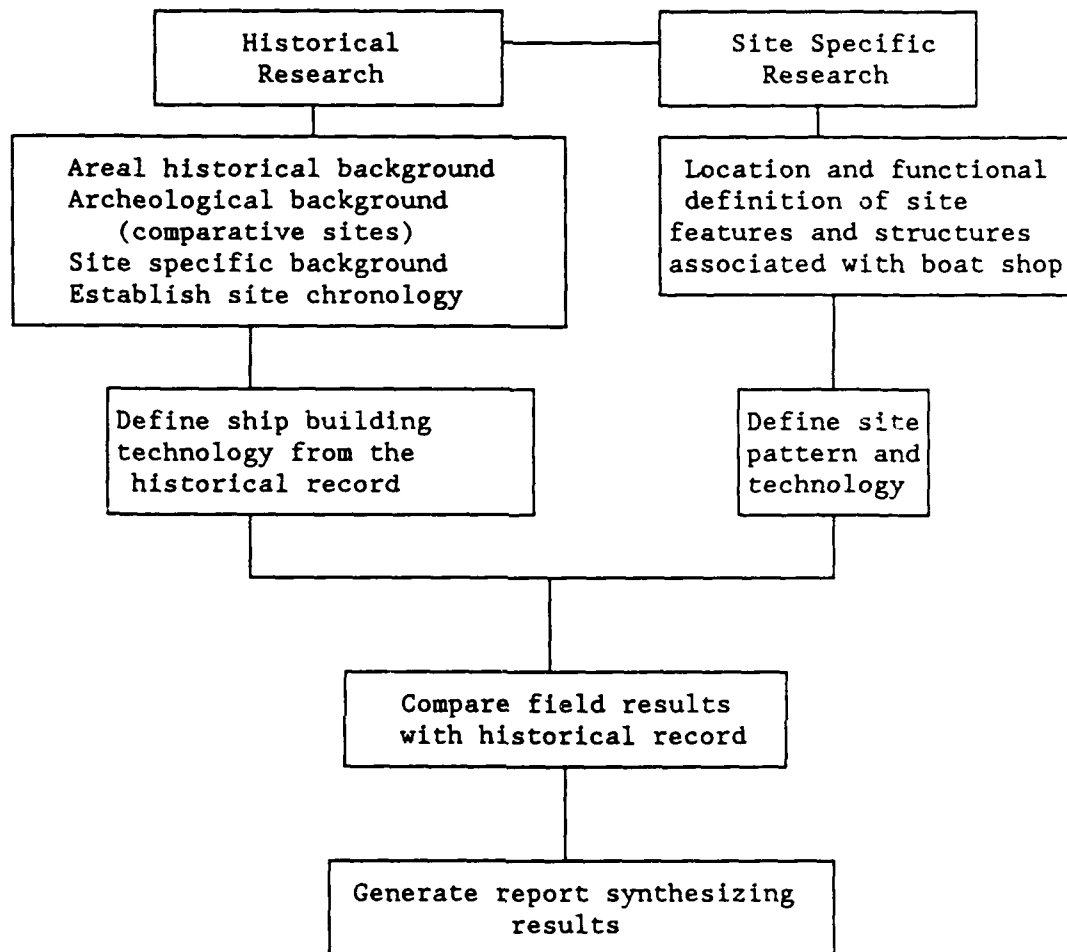 Historical
Research
Site Specific
Research
Areal historical background
Archeological background
(comparative sites)
Site specific background
Establish site chronology
Location and functional
definition of site
features and structures
associated with boat shop
Define ship building
technology from the
historical record
Define site
pattern and
technology
Compare field results
with historical record
Generate report synthesizing
results